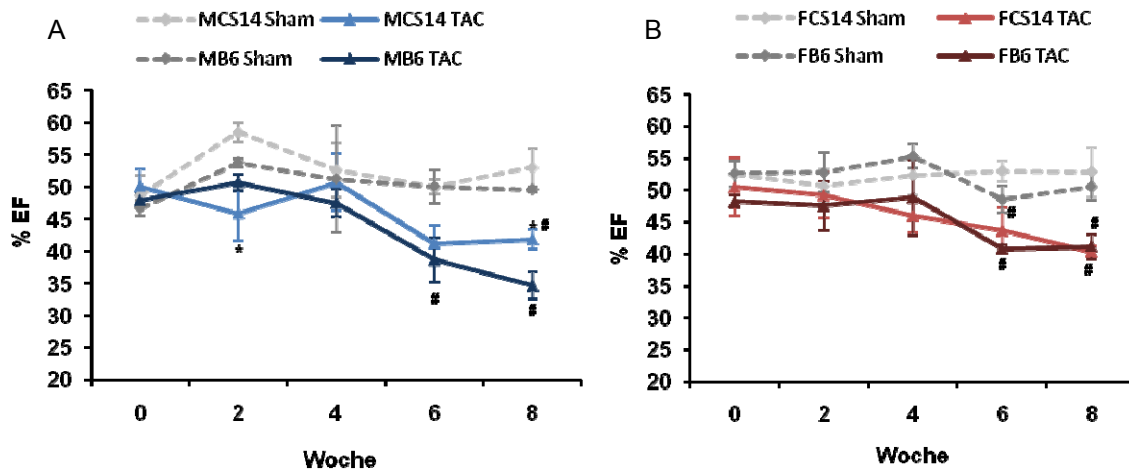 A
MCS14 Sham
MCS14 TAC
MB6 Sham
MB6 TAC
% EF
65
60
55
50
45
40
35
30
25
20
*
#
* #
#
0 2 4 6 8
Woche
B
FCS14 Sham
FCS14 TAC
FB6 Sham
FB6 TAC
% EF
65
60
55
50
45
40
35
30
25
20
#
#
#
#
0 2 4 6 8
Woche